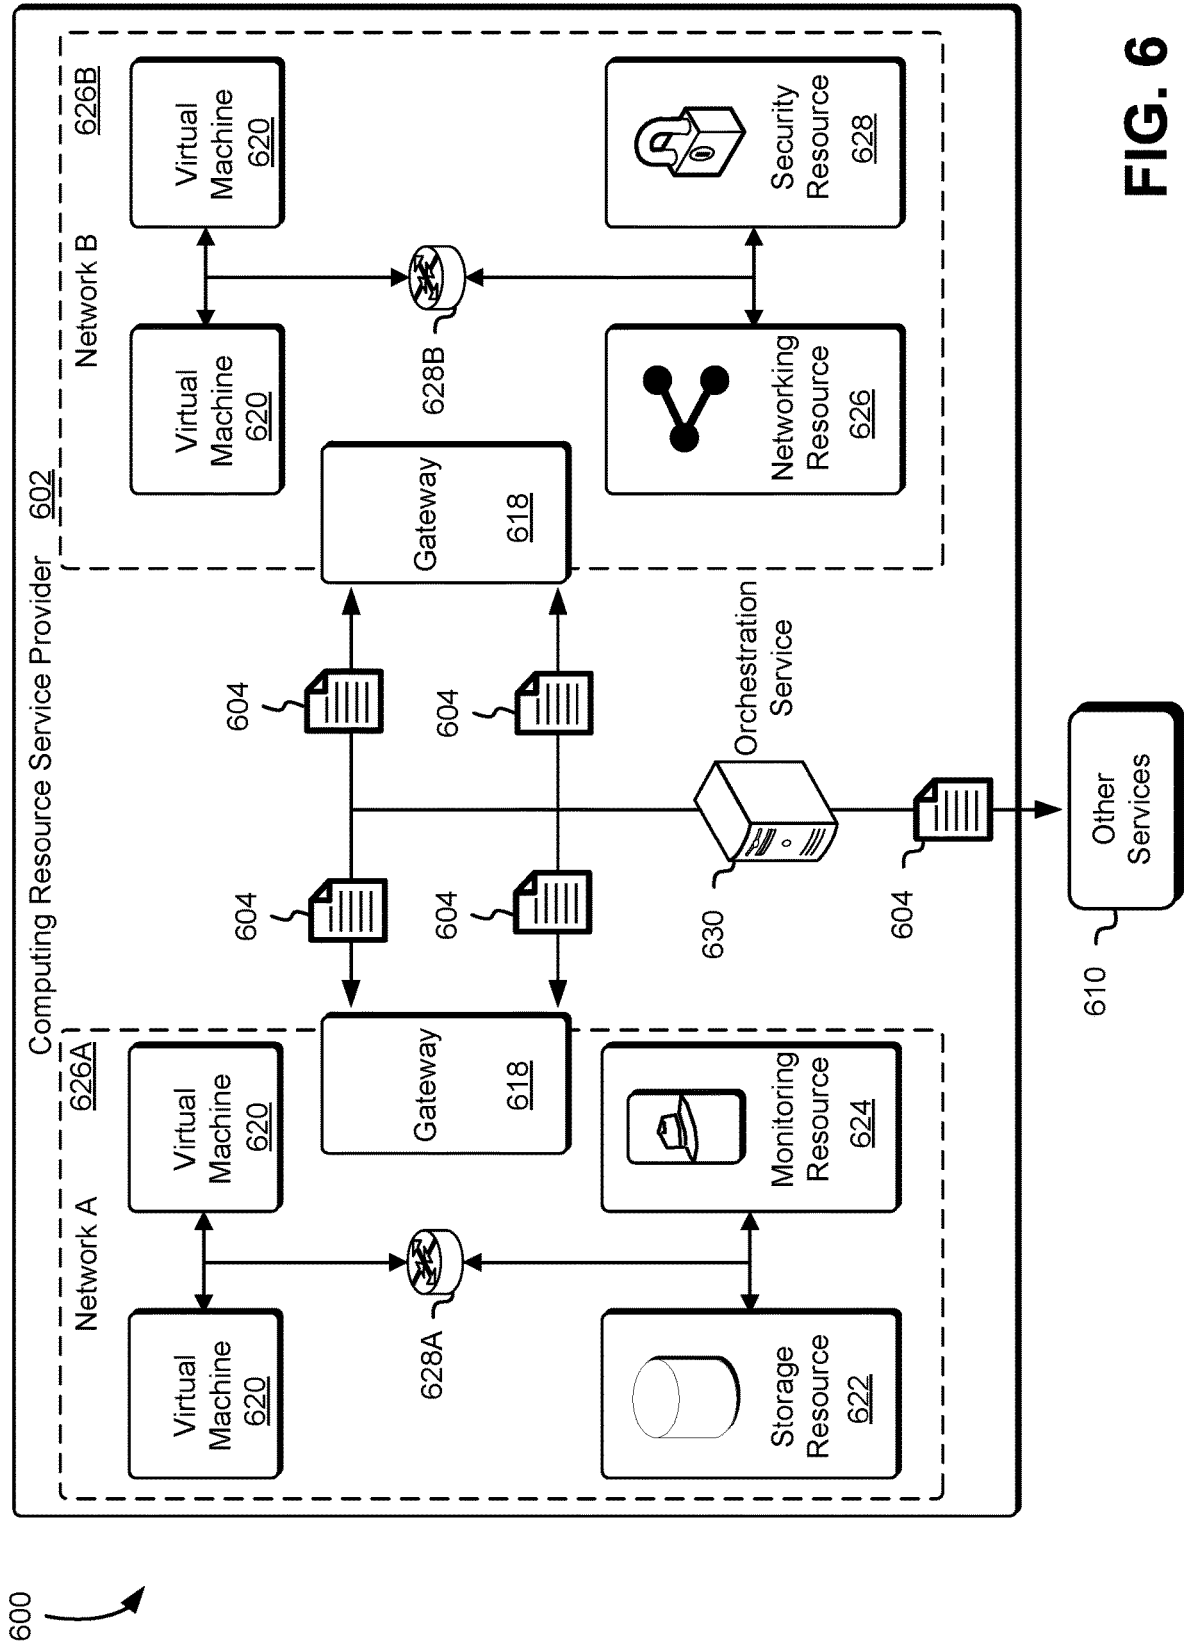 600
Computing Resource Service Provider 602
Network A
626A
Virtual
Machine
620
Virtual
Machine
620
628A
Storage
Resource
622
Monitoring
Resource
624
Gateway
618
604
604
604
604
Gateway
618
Network B
626B
Virtual
Machine
620
Virtual
Machine
620
628B
Networking
Resource
626
Security
Resource
628
630
Orchestration
Service
604
610
Other
Services
FIG. 6